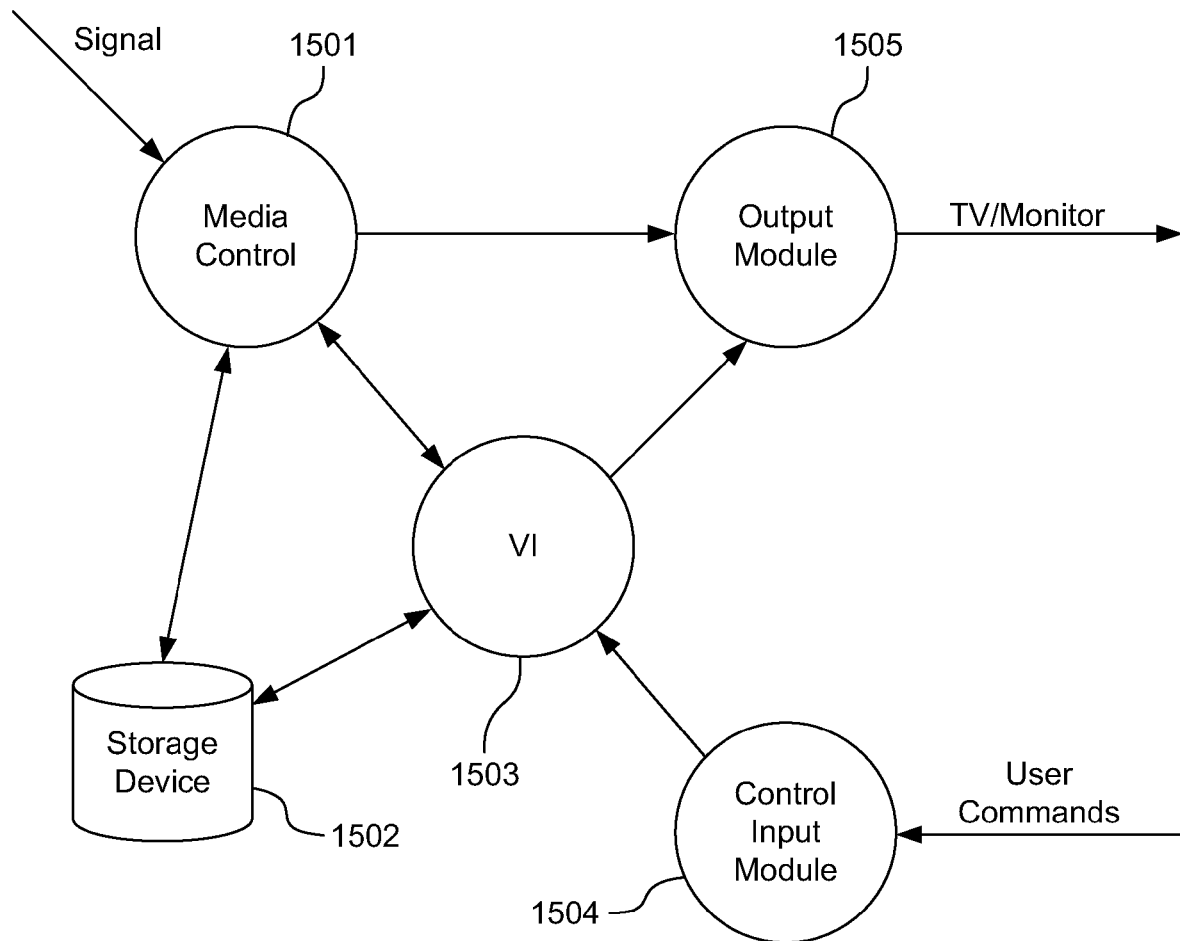 Signal
1501
1505
Media
Control
Output
Module
TV/Monitor
VI
Storage
Device
1503
1502
Control
Input
Module
User
Commands
1504